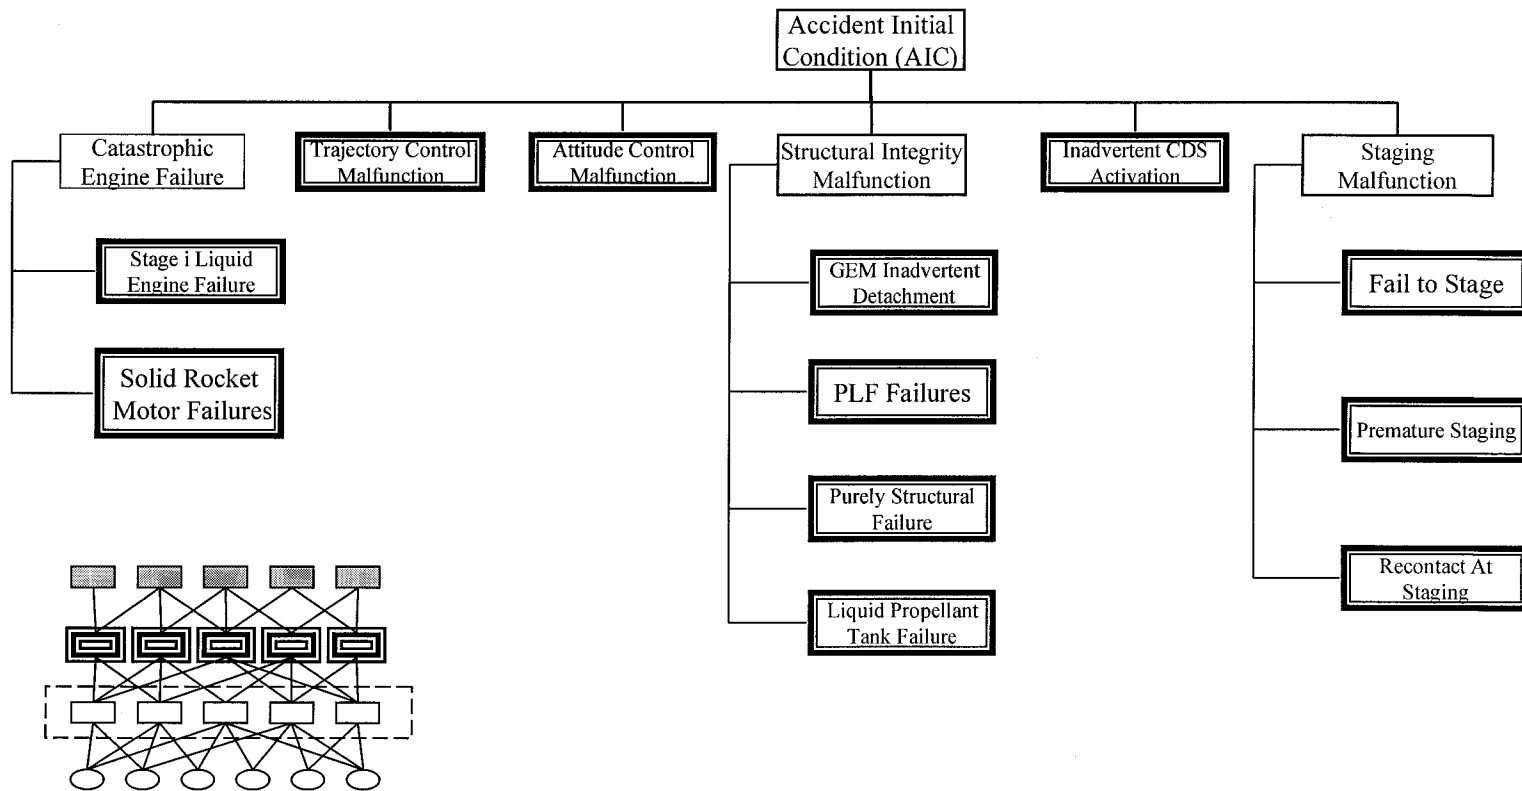 Accident Initial
Condition (AIC)
Catastrophic
Engine Failure
Trajectory Control
Malfunction
Attitude Control
Malfunction
Structural Integrity
Malfunction
Inadvertent CDS
Activation
Staging
Malfunction
Stage i Liquid
Engine Failure
Solid Rocket
Motor Failures
GEM Inadvertent
Detachment
PLF Failures
Purely Structural
Failure
Liquid Propellant
Tank Failure
Fail to Stage
Premature Staging
Recontact At
Staging